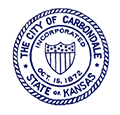 THE CITY OF CARBONDALE
INCORPORATED
OCT. 15, 1872
STATE OF KANSAS